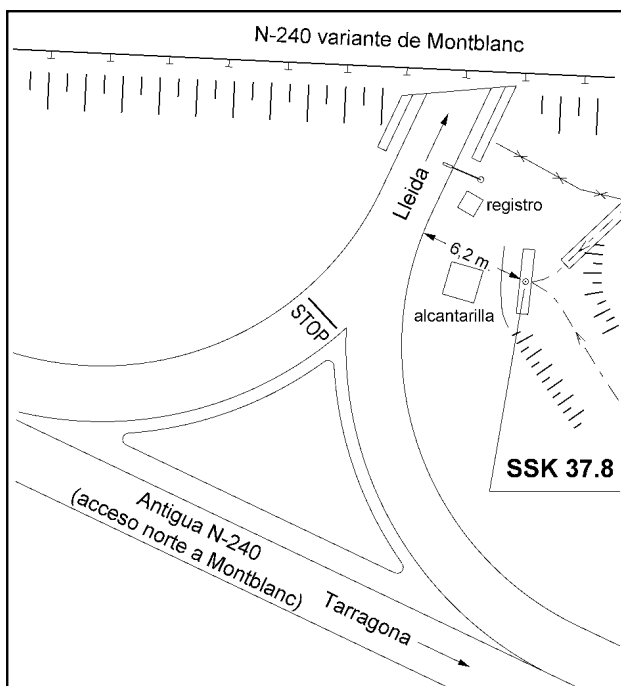 N-240 variante de Montblanc
Lleida
registro
6,2 m.
alcantarilla
STOP
SSK 37.8
Antigua N-240
(acceso norte a Montblanc)
Tarragona